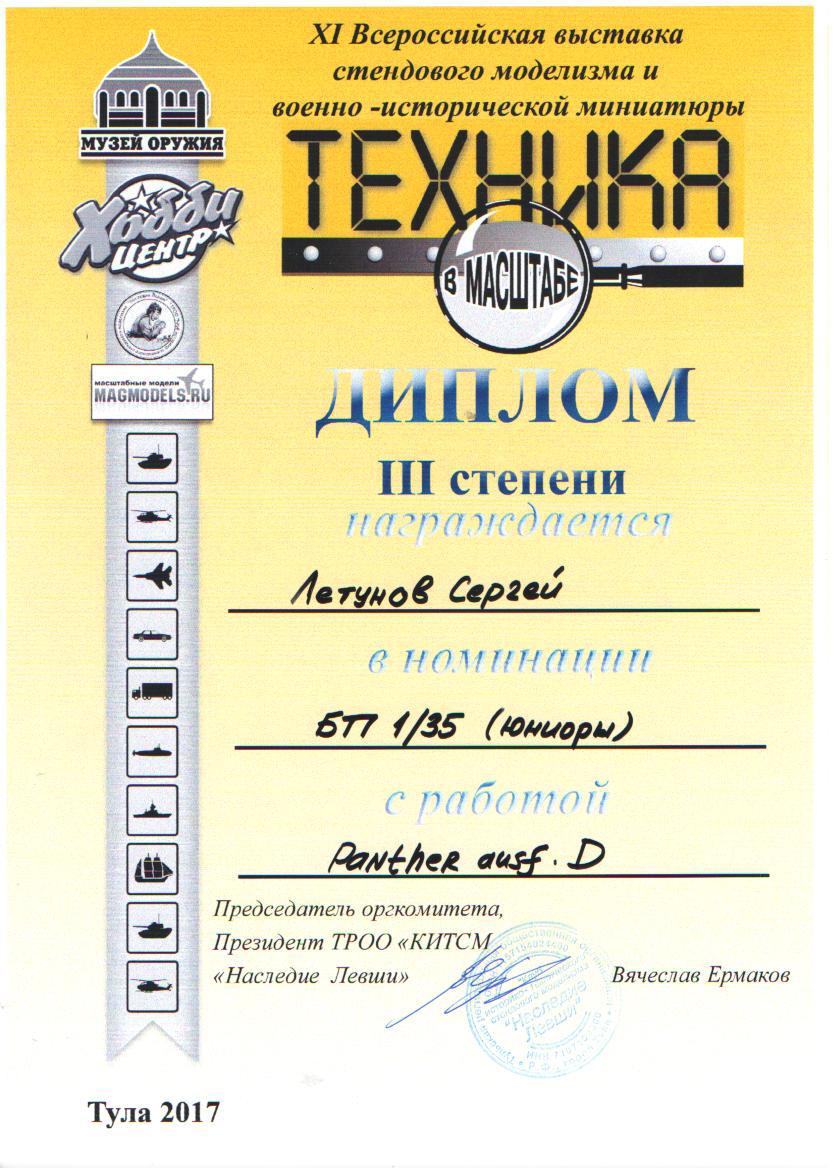 XI Всероссийская выставка
стендового моделизма и
военно -исторической миниатюры
ТЕХНИКА
В МАСШТАБЕ
МУЗЕЙ ОРУЖИЯ
Хобби
ЦЕНТР
масштабные модели
MAGMODELS.RU
ДИПЛОМ
III степени
награждается
Летунов Сергей
в номинации
БТТ 1/35 (юниоры)
с работой
Panther ausf. D
Председатель оргкомитета,
Президент ТРОО «КИТСМ
«Наследие Левши»
Вячеслав Ермаков
"Наследие
Левши"
Тула 2017